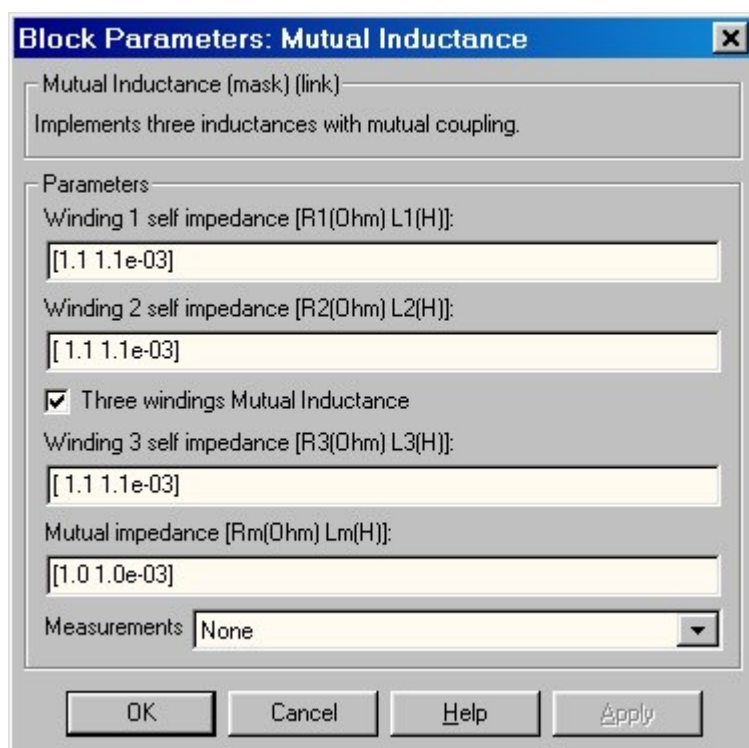 Block Parameters: Mutual Inductance
Mutual Inductance (mask) (link)
Implements three inductances with mutual coupling.
Parameters
Winding 1 self impedance [R1(Ohm) L1(H)]:
[1.1 1.1e-03]
Winding 2 self impedance [R2(Ohm) L2(H)]:
[ 1.1 1.1e-03]
Three windings Mutual Inductance
Winding 3 self impedance [R3(Ohm) L3(H)]:
[ 1.1 1.1e-03]
Mutual impedance [Rm(Ohm) Lm(H)]:
[1.0 1.0e-03]
Measurements None
OK Cancel Help Apply